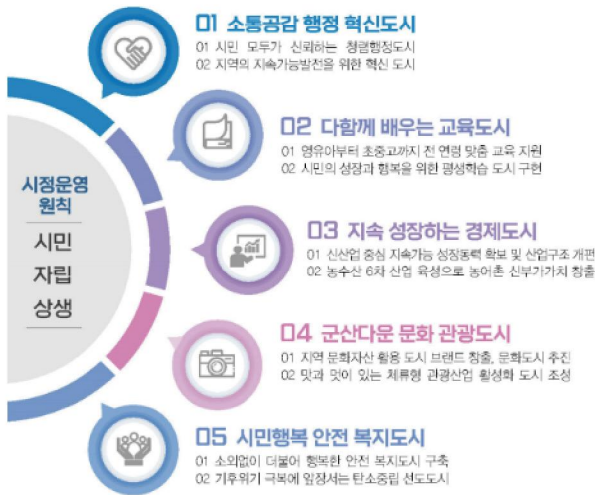 01 소통공감 행정 혁신도시
01 시민 모두가 신뢰하는 청렴행정도시
02 지역의 지속가능발전을 위한 혁신 도시
02 다함께 배우는 교육도시
01 영유아부터 초중고까지 전 연령 맞춤 교육 지원
02 시민의 성장과 행복을 위한 평생학습 도시 구현
시정운영
원칙
시민
자립
상생
03 지속 성장하는 경제도시
01 신산업 중심 지속가능 성장동력 확보 및 산업구조 개편
02 농수산 6차 산업 육성으로 농어촌 신부가가치 창출
04 군산다운 문화 관광도시
01 지역 문화자산 활용 도시 브랜드 창출, 문화도시 추진
02 맛과 멋이 있는 체류형 관광산업 활성화 도시 조성
05 시민행복 안전 복지도시
01 소외없이 더불어 행복한 안전 복지도시 구축
02 기후위기 극복에 앞장서는 탄소중립 선도도시